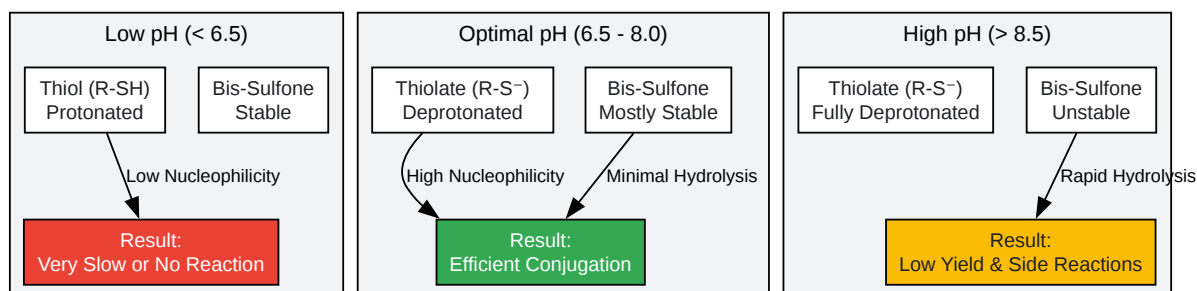 Low pH (< 6.5)
Thiol (R-SH)
Protonated
Bis-Sulfone
Stable
Low Nucleophilicity
Result:
Very Slow or No Reaction
Optimal pH (6.5 - 8.0)
Thiolate (R-S⁻)
Deprotonated
Bis-Sulfone
Mostly Stable
High Nucleophilicity
Minimal Hydrolysis
Result:
Efficient Conjugation
High pH (> 8.5)
Thiolate (R-S⁻)
Fully Deprotonated
Bis-Sulfone
Unstable
Rapid Hydrolysis
Result:
Low Yield & Side Reactions